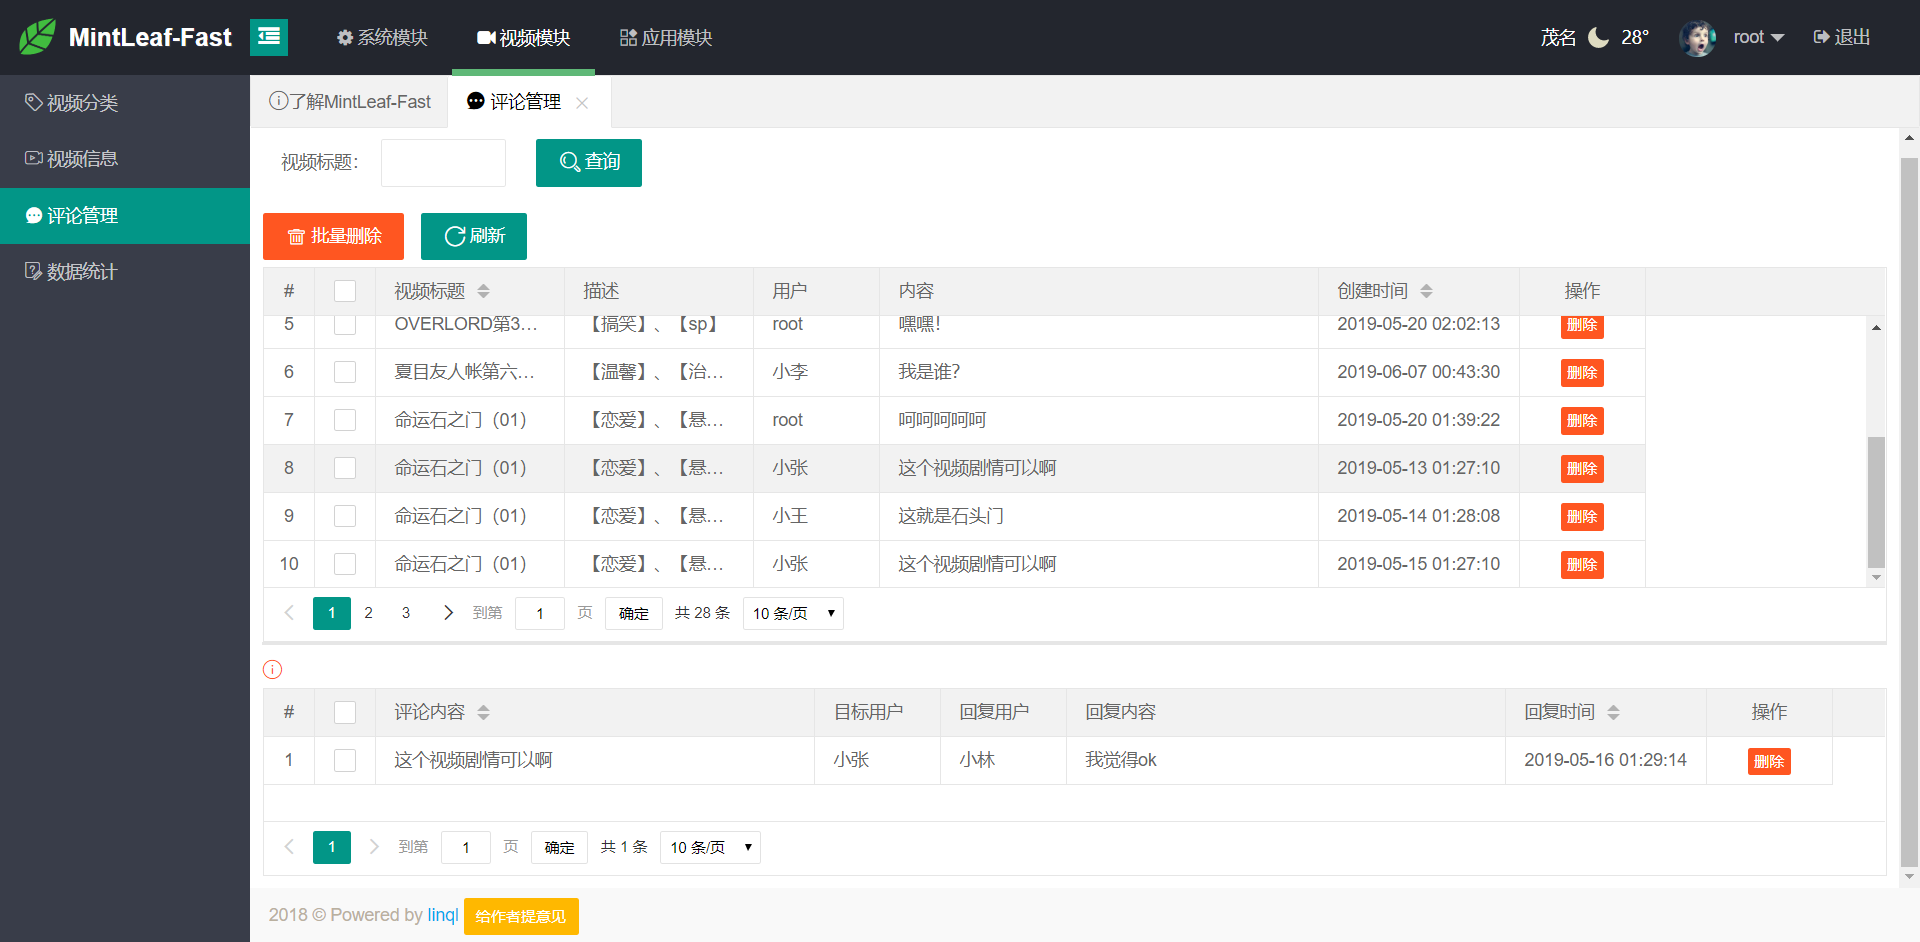 MintLeaf-Fast 系统模块 视频模块 应用模块 茂名 28° root 退出
视频分类
视频信息
评论管理
数据统计
了解MintLeaf-Fast 评论管理
视频标题： 查询
批量删除 刷新
# 视频标题 描述 用户 内容 创建时间 操作
5 OVERLORD第3... 【搞笑】、【sp】 root 嘿嘿！ 2019-05-20 02:02:13 删除
6 夏目友人帐第六... 【温馨】、【治... 小李 我是谁？ 2019-06-07 00:43:30 删除
7 命运石之门（01） 【恋爱】、【悬... root 呵呵呵呵呵 2019-05-20 01:39:22 删除
8 命运石之门（01） 【恋爱】、【悬... 小张 这个视频剧情可以啊 2019-05-13 01:27:10 删除
9 命运石之门（01） 【恋爱】、【悬... 小王 这就是石头门 2019-05-14 01:28:08 删除
10 命运石之门（01） 【恋爱】、【悬... 小张 这个视频剧情可以啊 2019-05-15 01:27:10 删除
1 2 3 到第 1 页 确定 共 28 条 10 条/页
# 评论内容 目标用户 回复用户 回复内容 回复时间 操作
1 这个视频剧情可以啊 小张 小林 我觉得ok 2019-05-16 01:29:14 删除
1 到第 1 页 确定 共 1 条 10 条/页
2018 © Powered by linql 给作者提意见